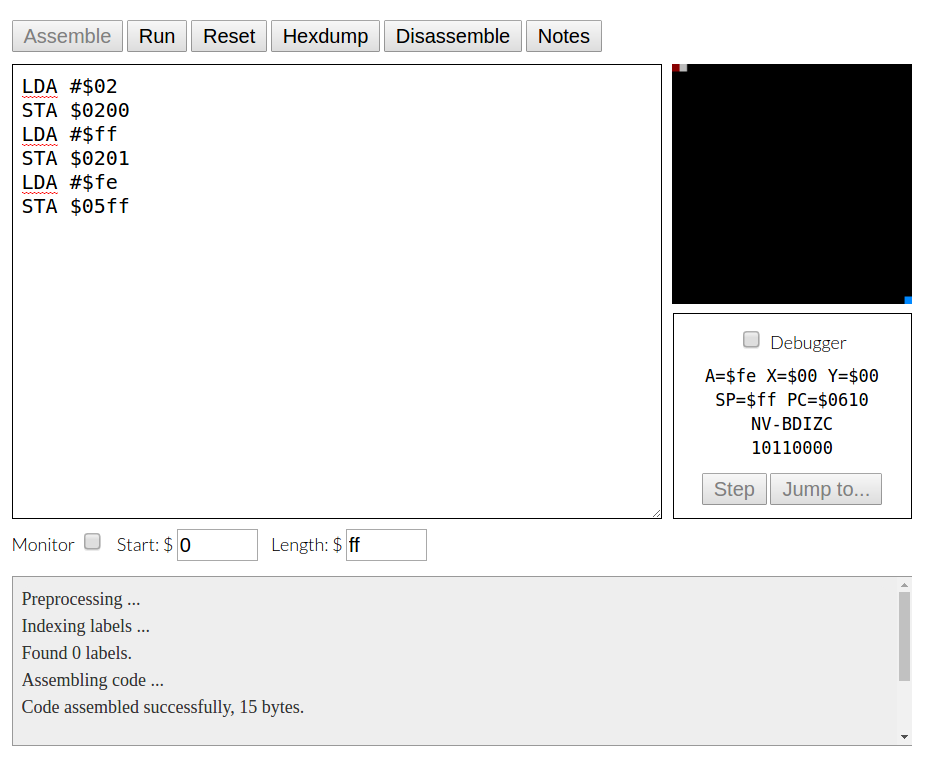 Assemble Run Reset Hexdump Disassemble Notes
LDA #$02
STA $0200
LDA #$ff
STA $0201
LDA #$fe
STA $05ff
Debugger
A=$fe X=$00 Y=$00
SP=$ff PC=$0610
NV-BDIZC
10110000
Step Jump to...
Monitor Start: $ 0 Length: $ ff
Preprocessing ...
Indexing labels ...
Found 0 labels.
Assembling code ...
Code assembled successfully, 15 bytes.